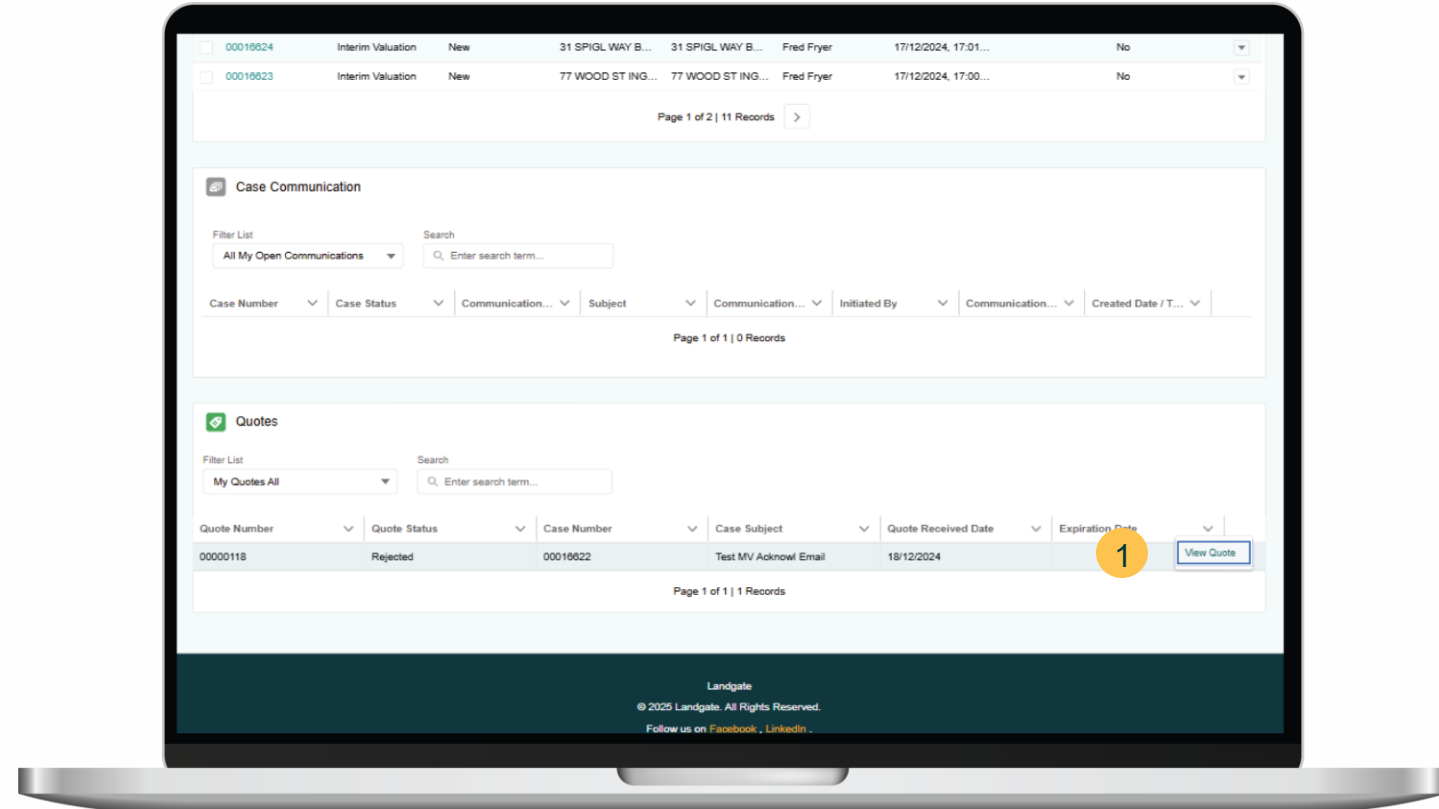 00016624 Interim Valuation New 31 SPIGL WAY B... 31 SPIGL WAY B... Fred Fryer 17/12/2024, 17:01... No
00016623 Interim Valuation New 77 WOOD ST ING... 77 WOOD ST ING... Fred Fryer 17/12/2024, 17:00... No
Page 1 of 2 | 11 Records
Case Communication
Filter List Search
All My Open Communications Enter search term...
Case Number Case Status Communication... Subject Communication... Initiated By Communication... Created Date / T...
Page 1 of 1 | 0 Records
Quotes
Filter List Search
My Quotes All Enter search term...
Quote Number Quote Status Case Number Case Subject Quote Received Date Expiration Date
00000118 Rejected 00016622 Test MV Acknowl Email 18/12/2024 1 View Quote
Page 1 of 1 | 1 Records
Landgate
© 2025 Landgate. All Rights Reserved.
Follow us on Facebook , LinkedIn .